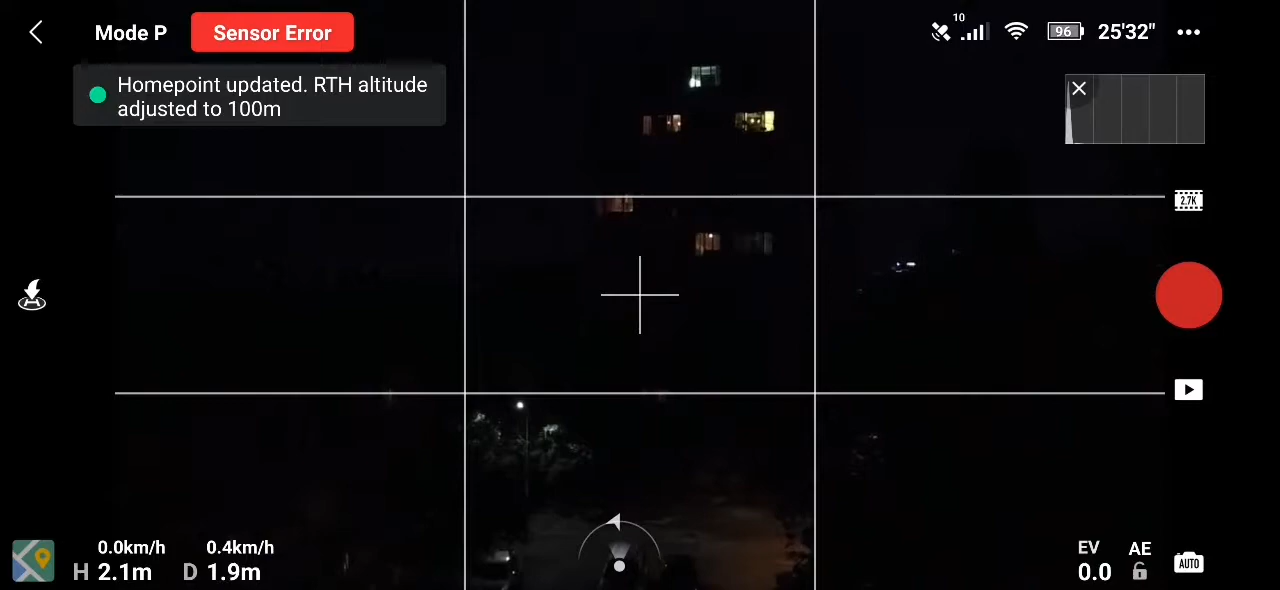 Mode P
Sensor Error
10
96
25'32"
Homepoint updated. RTH altitude
adjusted to 100m
2.7K
0.0km/h
0.4km/h
H 2.1m
D 1.9m
EV
0.0
AE
AUTO